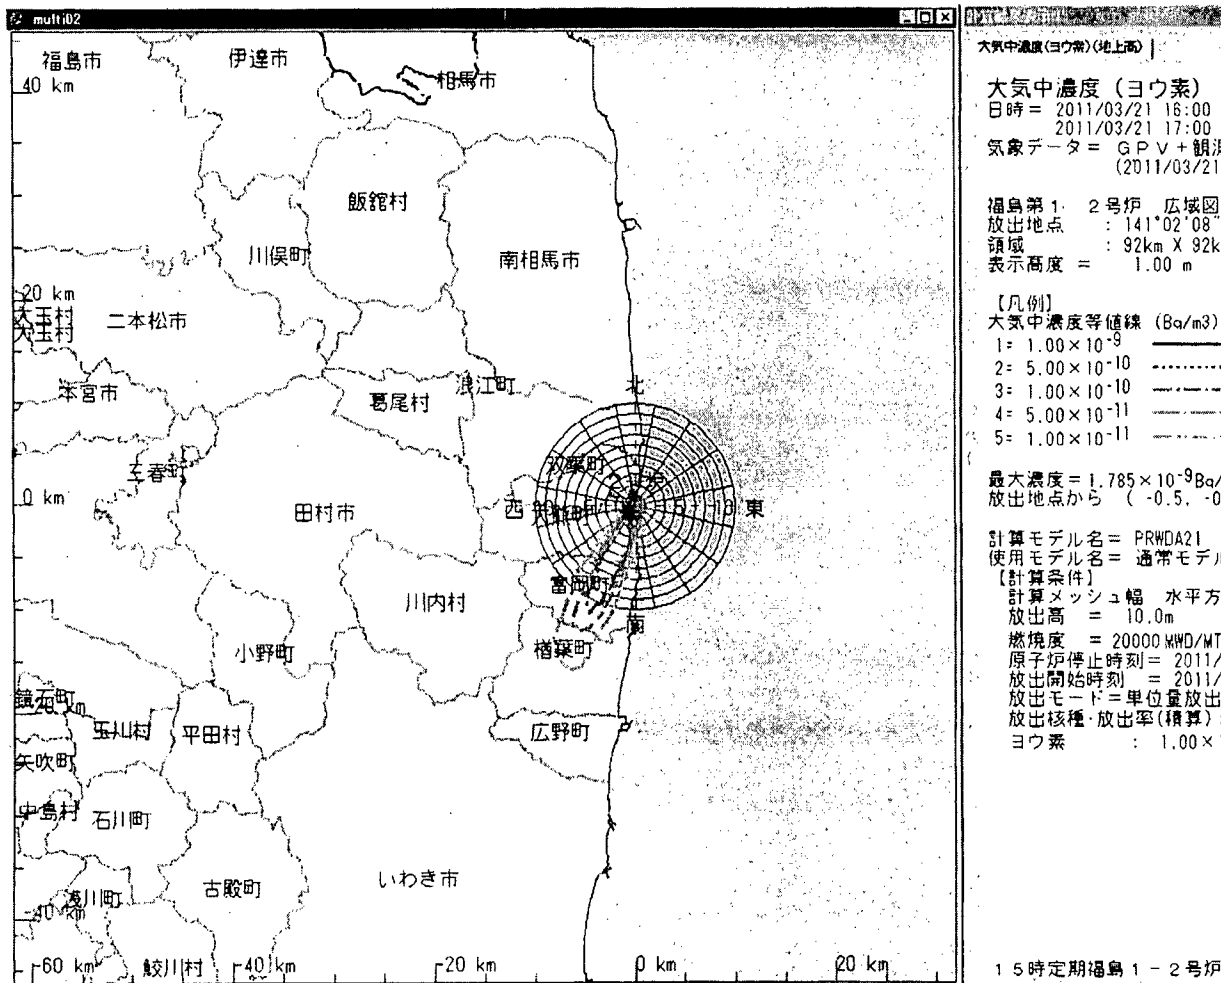 multi02
福島市
伊達市
相馬市
40 km
飯舘村
川俣町
南相馬市
20 km
大玉村
大玉村
二本松市
本宮市
浪江町
北
葛尾村
双葉町
三春町
0 km
田村市
西
東
富岡町
川内村
南
小野町
楢葉町
鏡石町
玉川村
平田村
広野町
矢吹町
中島村
石川町
浅川町
古殿町
いわき市
-40 km
鮫川村
-60 km
-40 km
-20 km
0 km
20 km
大気中濃度(ヨウ素)(地上高)
大気中濃度 (ヨウ素)
日時= 2011/03/21 16:00
2011/03/21 17:00
気象データ= GPV+観測
(2011/03/21
福島第1 2号炉 広域図
放出地点 : 141°02'08"
領域 : 92km X 92k
表示高度 = 1.00 m
【凡例】
大気中濃度等値線 (Bq/m3)
1= 1.00×10-9
2= 5.00×10-10
3= 1.00×10-10
4= 5.00×10-11
5= 1.00×10-11
最大濃度=1.785×10-9Bq/
放出地点から ( -0.5, -0
計算モデル名= PRWDA21
使用モデル名= 通常モデル
【計算条件】
計算メッシュ幅 水平方
放出高 = 10.0m
燃焼度 = 20000MWD/MT
原子炉停止時刻= 2011/
放出開始時刻 = 2011/
放出モード=単位量放出
放出核種・放出率(積算)
ヨウ素 : 1.00×
15時定期福島1-2号炉